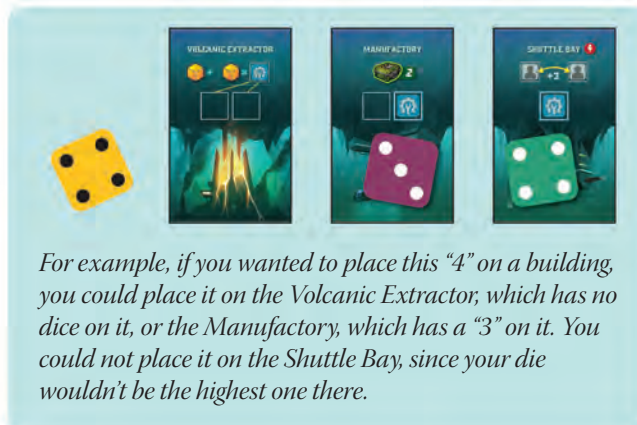 VOLCANIC EXTRACTOR
MANUFACTORY
2
SHUTTLE BAY
+3
For example, if you wanted to place this “4” on a building,
you could place it on the Volcanic Extractor, which has no
dice on it, or the Manufactory, which has a “3” on it. You
could not place it on the Shuttle Bay, since your die
wouldn’t be the highest one there.